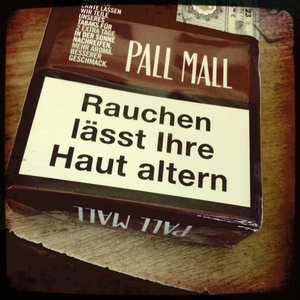 WIR TEILE
UNSERES
TABAKS FÜR
2 EXTRA TAGE
IN DER SONNE
NACHREIFEN.
MEHR AROMA.
BESSERER
GESCHMACK.
PALL MALL
Rauchen
lässt Ihre
Haut altern
PALL MALL